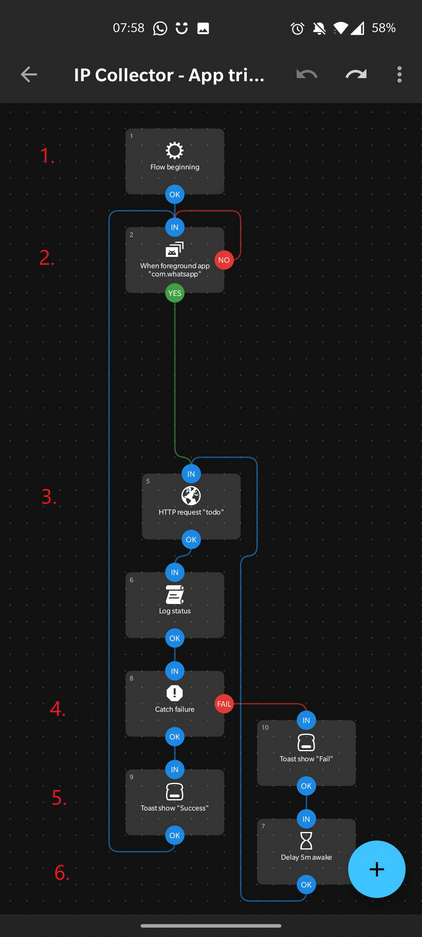 07:58 58%
IP Collector - App tri...
1.
1
Flow beginning
OK
2.
IN
2
When foreground app
"com.whatsapp"
NO
YES
3.
IN
5
HTTP request "todo"
OK
IN
6
Log status
OK
IN
4.
8
Catch failure
FAIL
OK
IN
10
Toast show "Fail"
OK
5.
IN
9
Toast show "Success"
OK
IN
7
Delay 5m awake
OK
6.